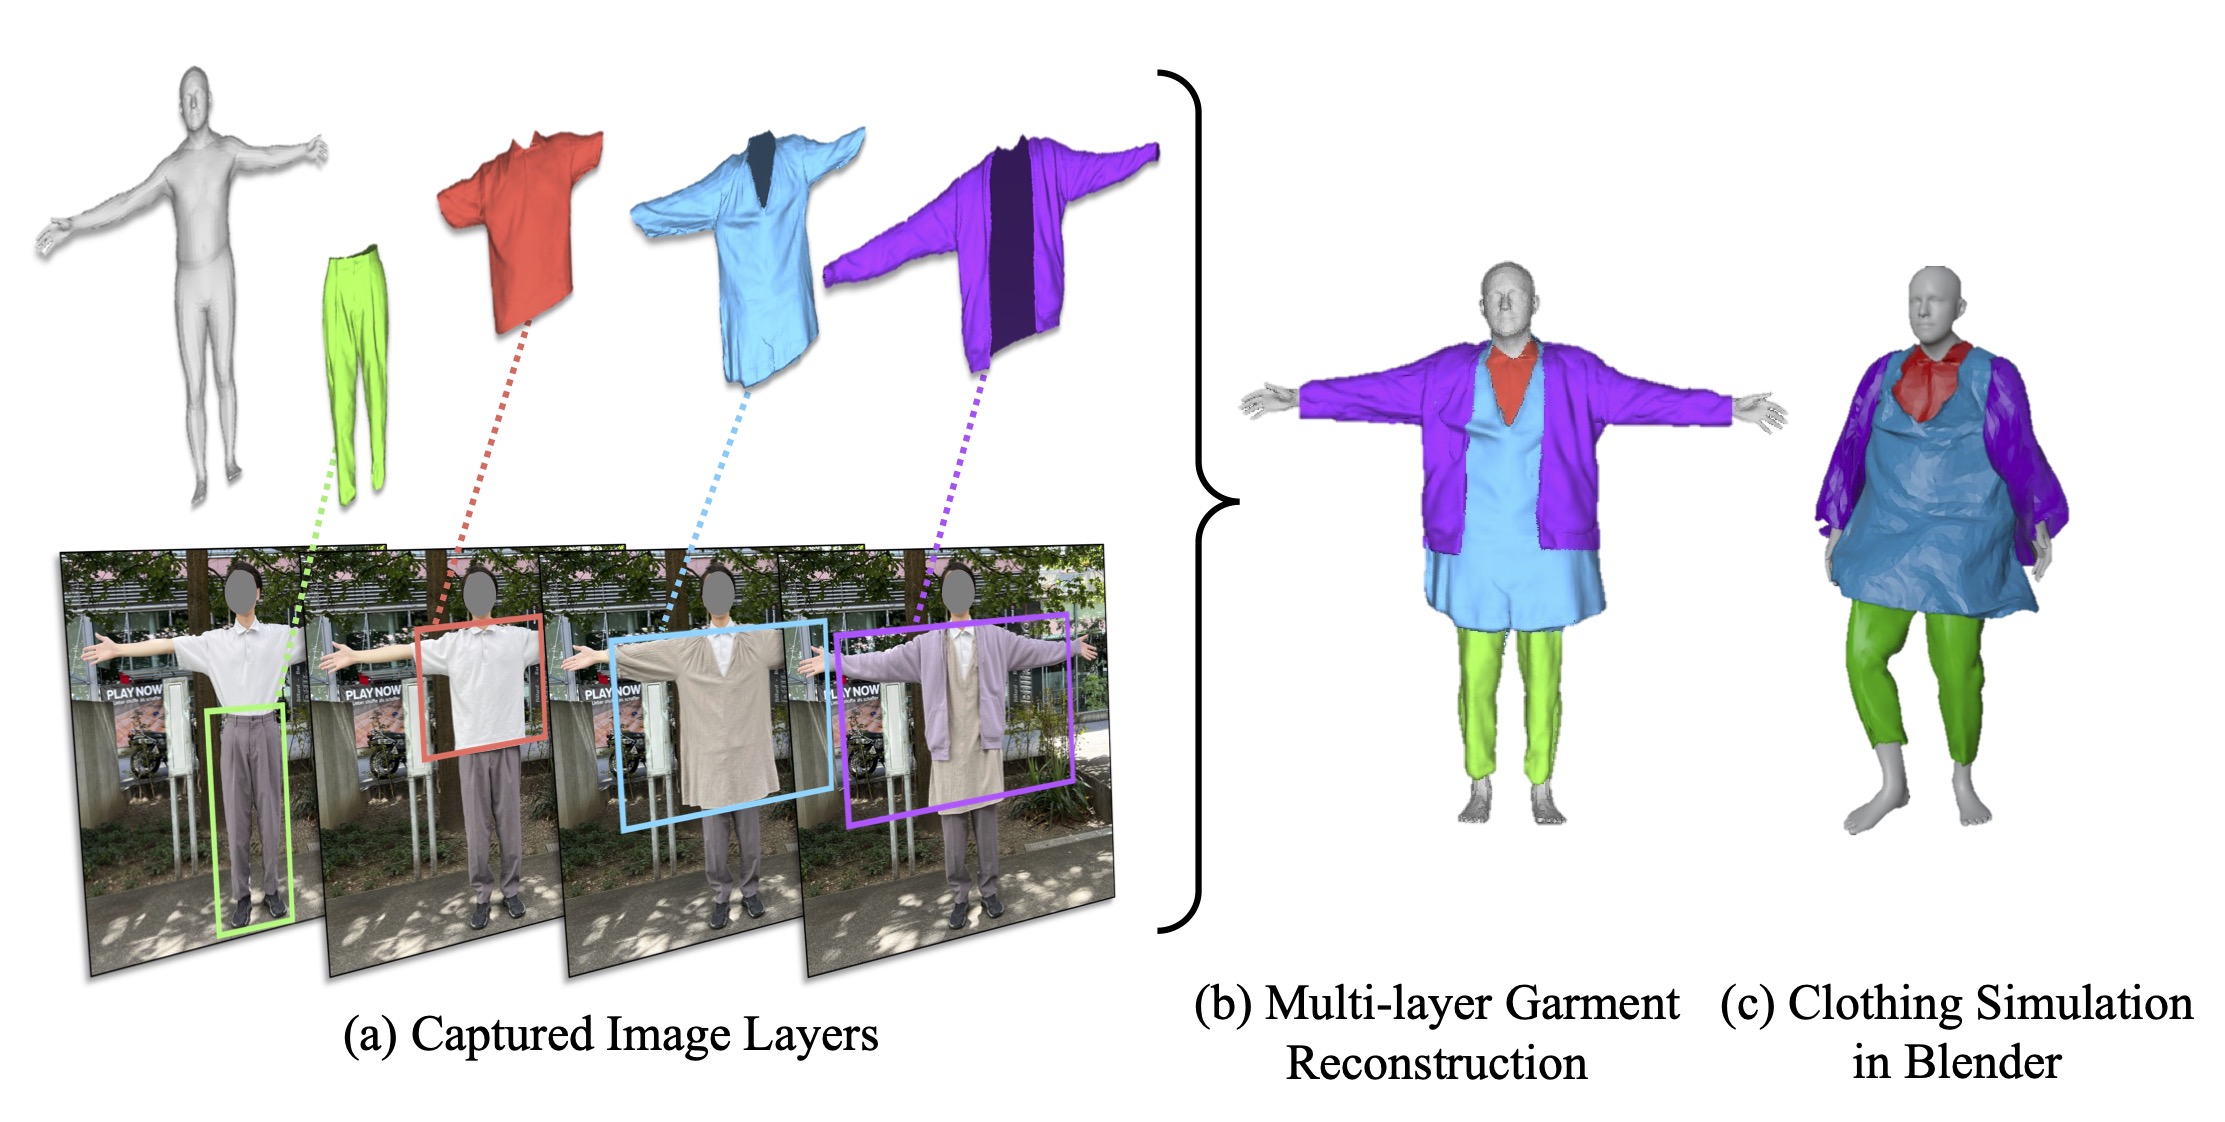 PLAY NOW
PLAY NOW
PLAY NOW
PLAY NOW
(a) Captured Image Layers
(b) Multi-layer Garment
Reconstruction
(c) Clothing Simulation
in Blender